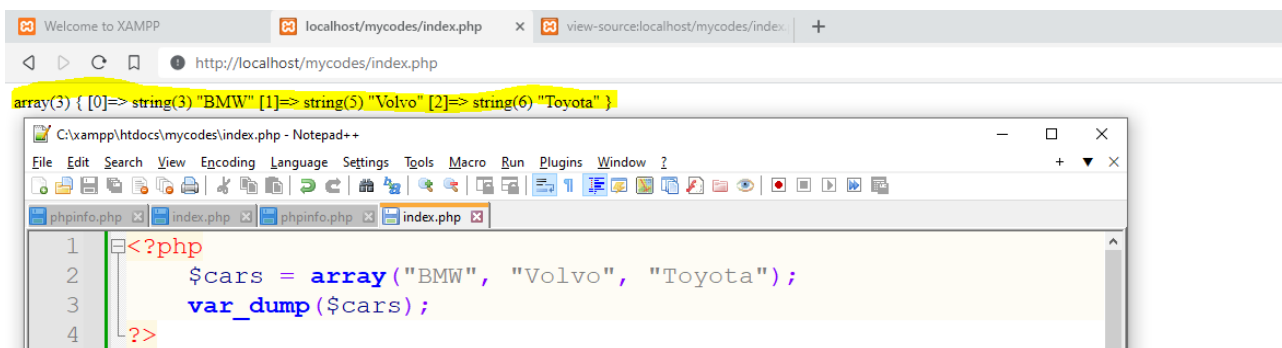 Welcome to XAMPP localhost/mycodes/index.php view-source:localhost/mycodes/index.
http://localhost/mycodes/index.php
array(3) { [0]=> string(3) "BMW" [1]=> string(5) "Volvo" [2]=> string(6) "Toyota" }
C:\xampp\htdocs\mycodes\index.php - Notepad++
File Edit Search View Encoding Language Settings Tools Macro Run Plugins Window ?
phpinfo.php index.php phpinfo.php index.php
1 <?php
2 $cars = array("BMW", "Volvo", "Toyota");
3 var_dump($cars);
4 ?>